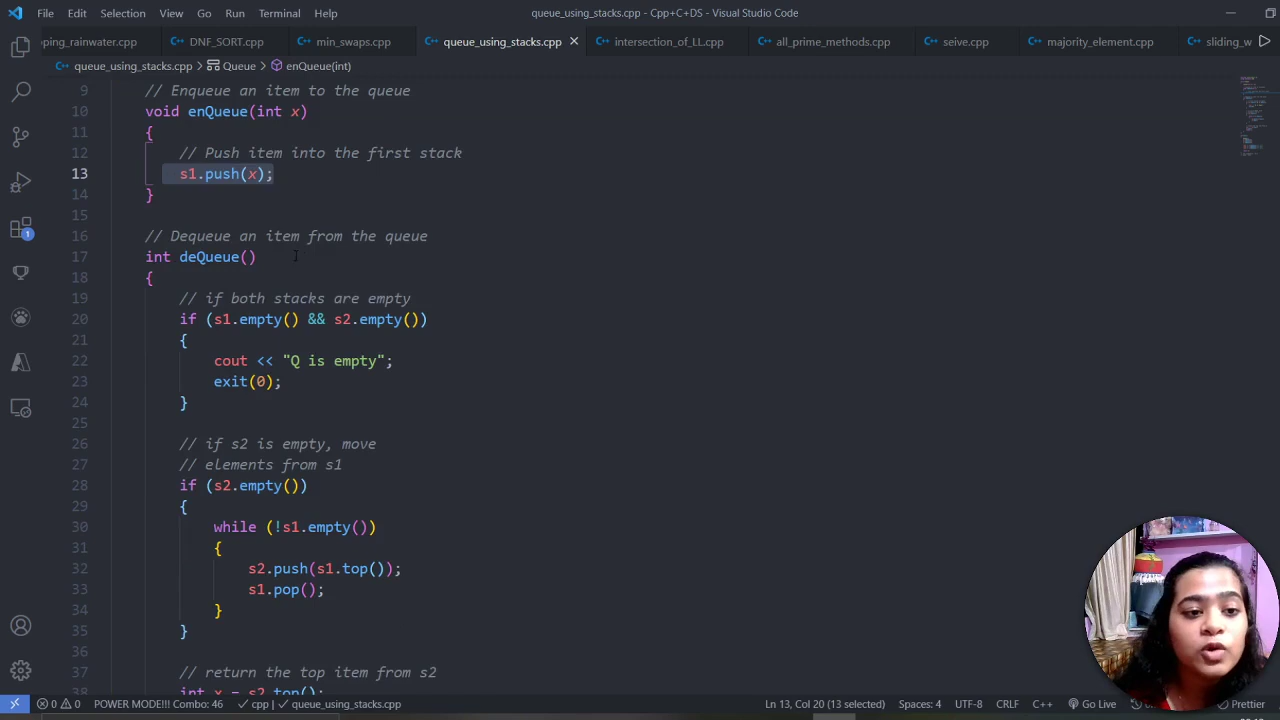 File Edit Selection View Go Run Terminal Help queue_using_stacks.cpp - Cpp+C+DS - Visual Studio Code
pping_rainwater.cpp DNF_SORT.cpp min_swaps.cpp queue_using_stacks.cpp intersection_of_LL.cpp all_prime_methods.cpp seive.cpp majority_element.cpp sliding_w
queue_using_stacks.cpp > Queue > enQueue(int)
9 // Enqueue an item to the queue
10 void enQueue(int x)
11 {
12 // Push item into the first stack
13 s1.push(x);
14 }
15
16 // Dequeue an item from the queue
17 int deQueue()
18 {
19 // if both stacks are empty
20 if (s1.empty() && s2.empty())
21 {
22 cout << "Q is empty";
23 exit(0);
24 }
25
26 // if s2 is empty, move
27 // elements from s1
28 if (s2.empty())
29 {
30 while (!s1.empty())
31 {
32 s2.push(s1.top());
33 s1.pop();
34 }
35 }
36
37 // return the top item from s2
38 int x = s2.top();
1
0 0 POWER MODE!!! Combo: 46 cpp | queue_using_stacks.cpp Ln 13, Col 20 (13 selected) Spaces: 4 UTF-8 CRLF C++ Go Live Prettier